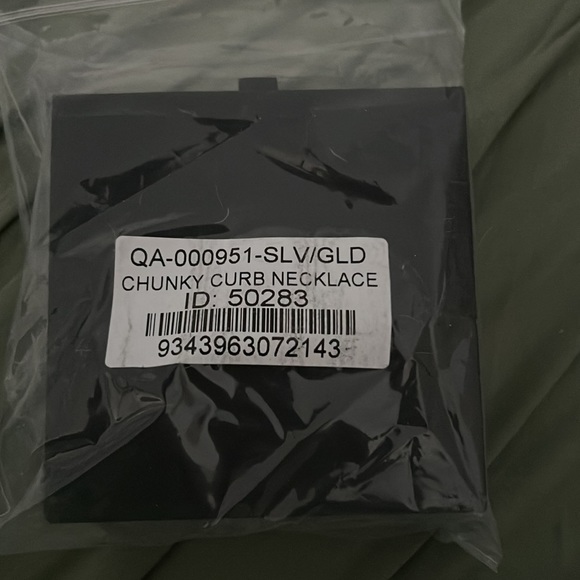 QA-000951-SLV/GLD
CHUNKY CURB NECKLACE
ID: 50283
9343963072143